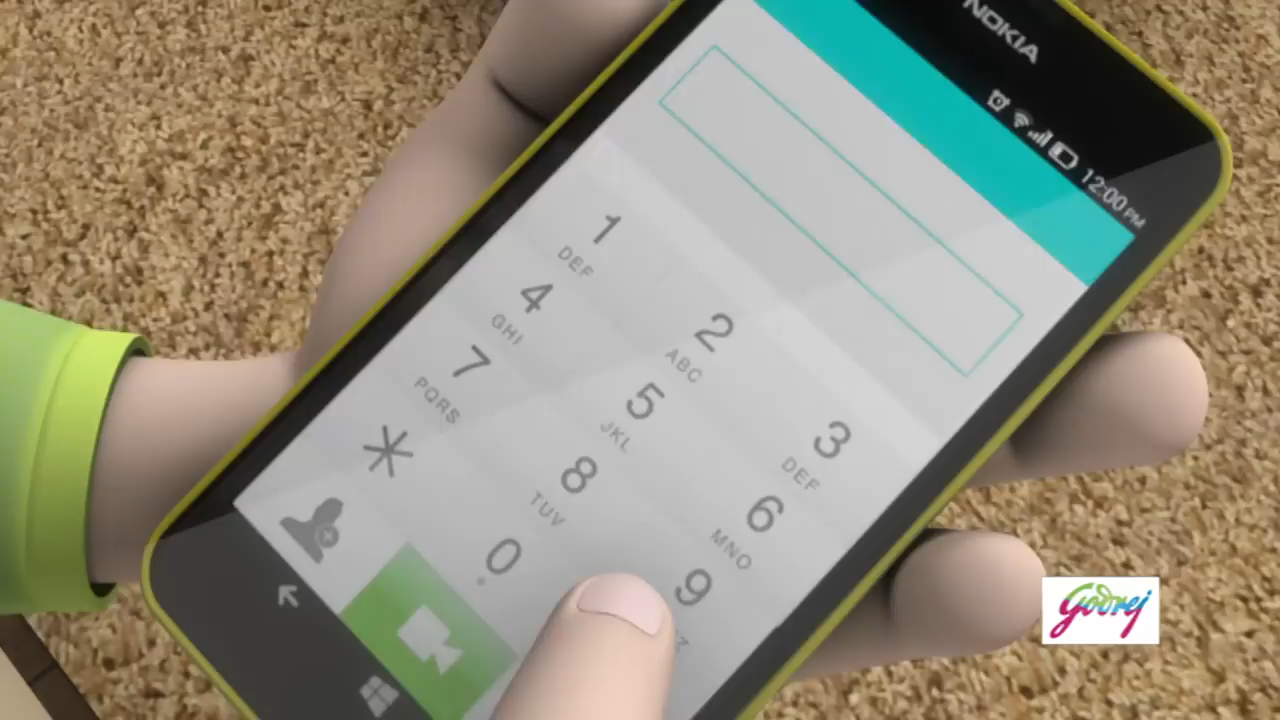 NOKIA
12:00 PM
1
DEF
2
ABC
3
DEF
4
GHI
5
JKL
6
MNO
7
PQRS
8
TUV
9
Z
*
0
Godrej